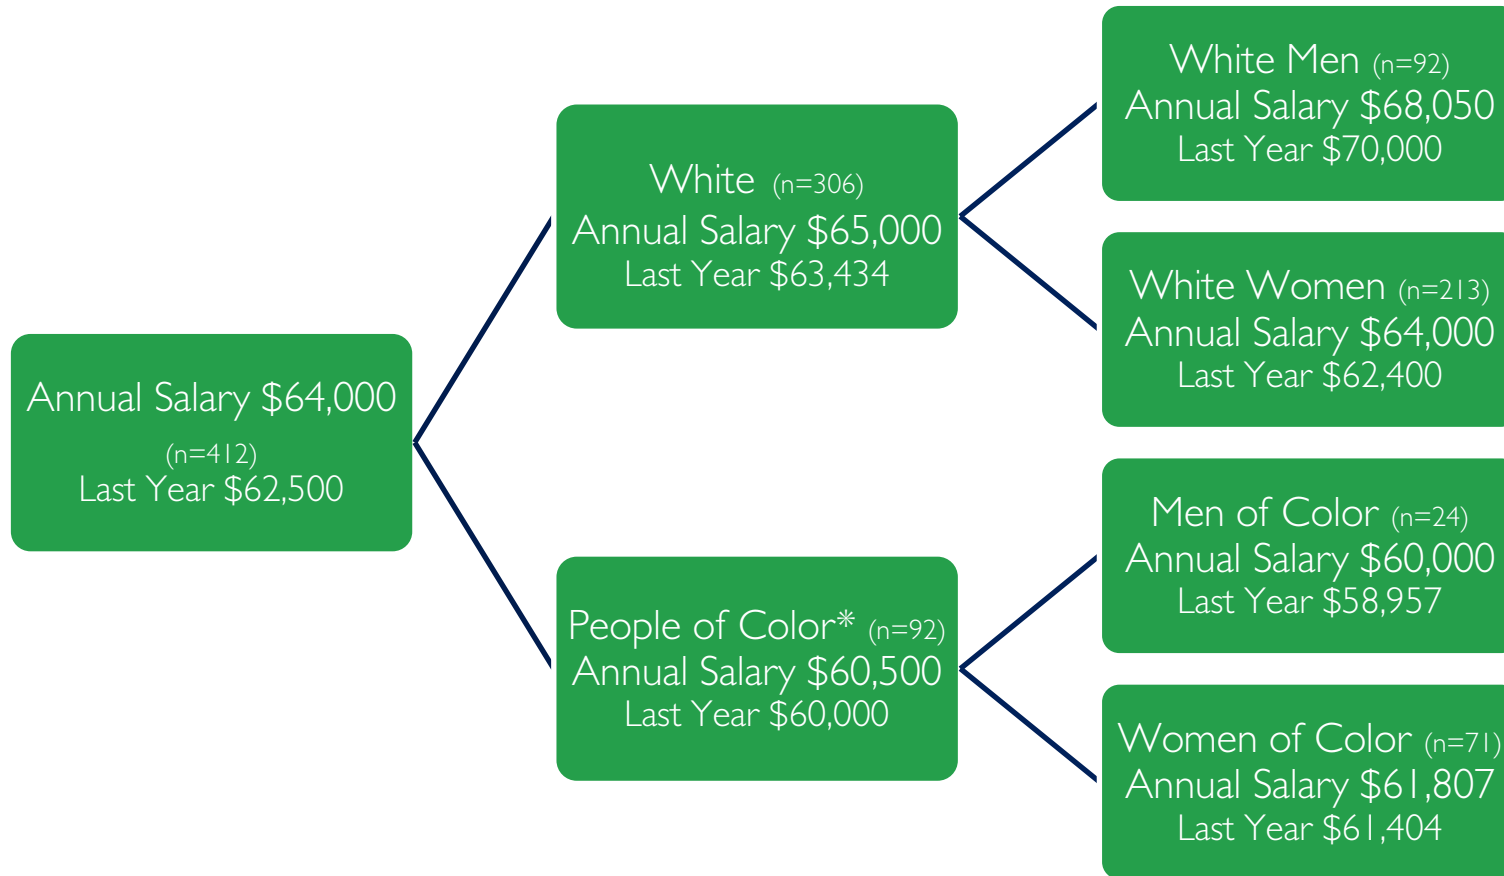 Annual Salary $64,000
(n=412)
Last Year $62,500
White (n=306)
Annual Salary $65,000
Last Year $63,434
People of Color* (n=92)
Annual Salary $60,500
Last Year $60,000
White Men (n=92)
Annual Salary $68,050
Last Year $70,000
White Women (n=213)
Annual Salary $64,000
Last Year $62,400
Men of Color (n=24)
Annual Salary $60,000
Last Year $58,957
Women of Color (n=71)
Annual Salary $61,807
Last Year $61,404